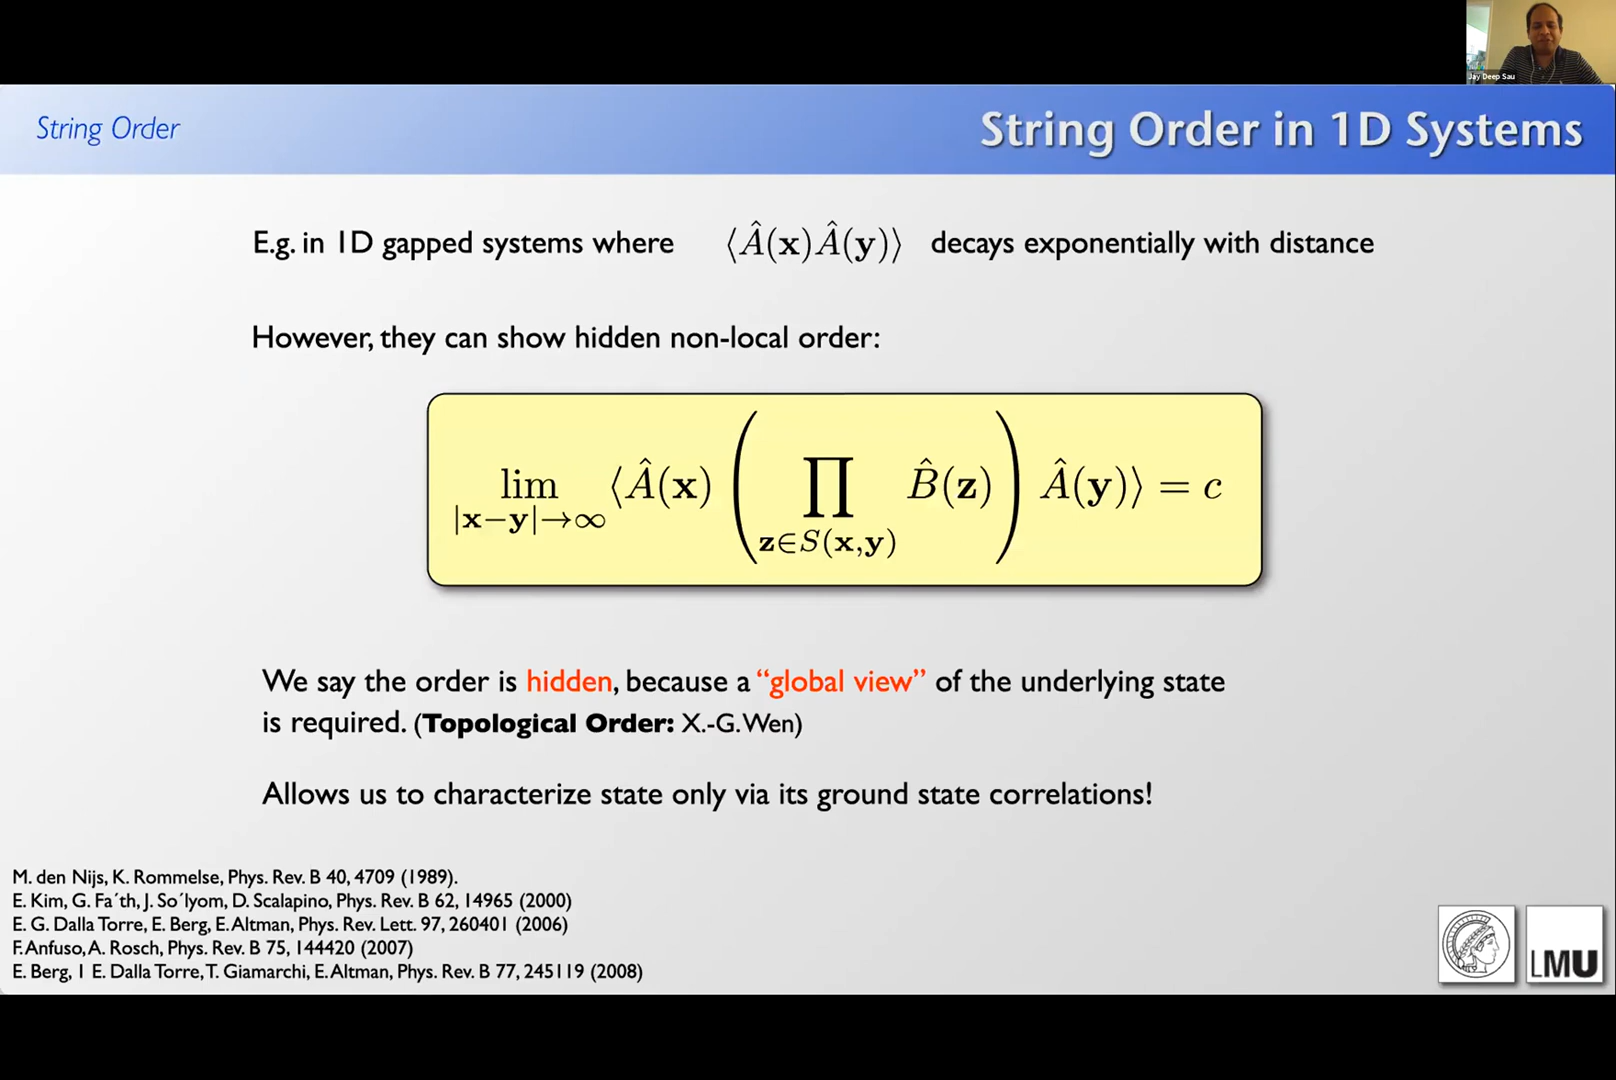 Jay Deep Sau
String Order
String Order in 1D Systems
E.g. in 1D gapped systems where ⟨Â(x)Â(y)⟩ decays exponentially with distance
However, they can show hidden non-local order:
lim_{|x−y|→∞} ⟨Â(x) (∏_{z∈S(x,y)} B̂(z)) Â(y)⟩ = c
We say the order is hidden, because a “global view” of the underlying state
is required. (Topological Order: X.-G. Wen)
Allows us to characterize state only via its ground state correlations!
M. den Nijs, K. Rommelse, Phys. Rev. B 40, 4709 (1989).
E. Kim, G. Fa´th, J. So´lyom, D. Scalapino, Phys. Rev. B 62, 14965 (2000)
E. G. Dalla Torre, E. Berg, E. Altman, Phys. Rev. Lett. 97, 260401 (2006)
F. Anfuso, A. Rosch, Phys. Rev. B 75, 144420 (2007)
E. Berg, I E. Dalla Torre, T. Giamarchi, E. Altman, Phys. Rev. B 77, 245119 (2008)
LMU